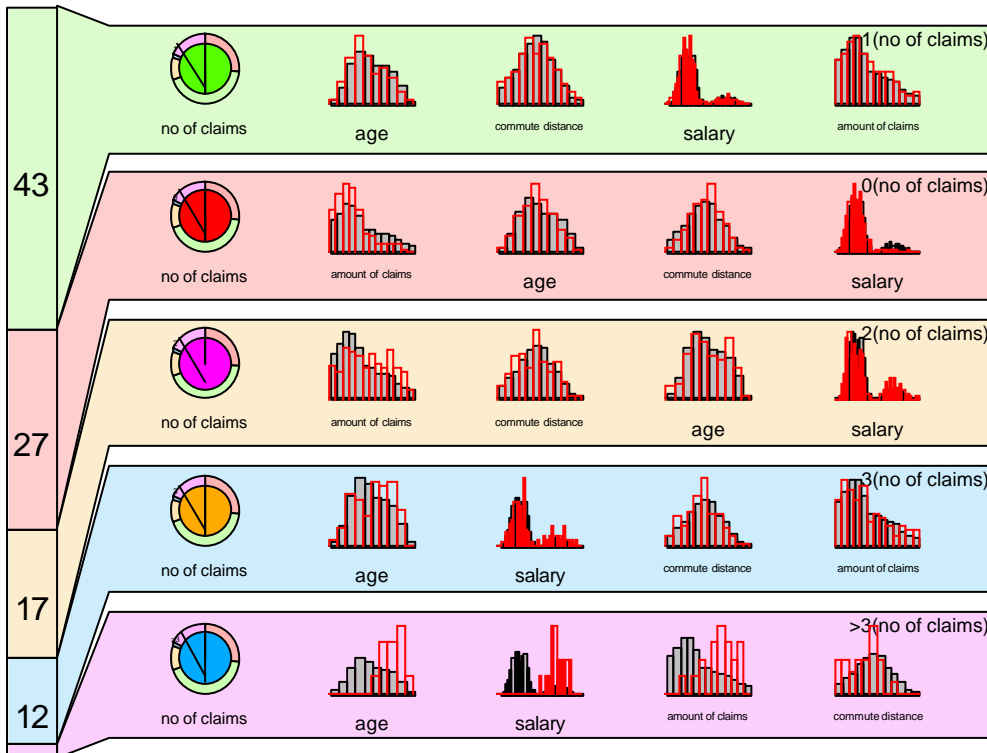 43
27
17
12
1(no of claims)
no of claims
age
commute distance
salary
amount of claims
0(no of claims)
no of claims
amount of claims
age
commute distance
salary
2(no of claims)
no of claims
amount of claims
commute distance
age
salary
3(no of claims)
no of claims
age
salary
commute distance
amount of claims
>3(no of claims)
no of claims
age
salary
amount of claims
commute distance